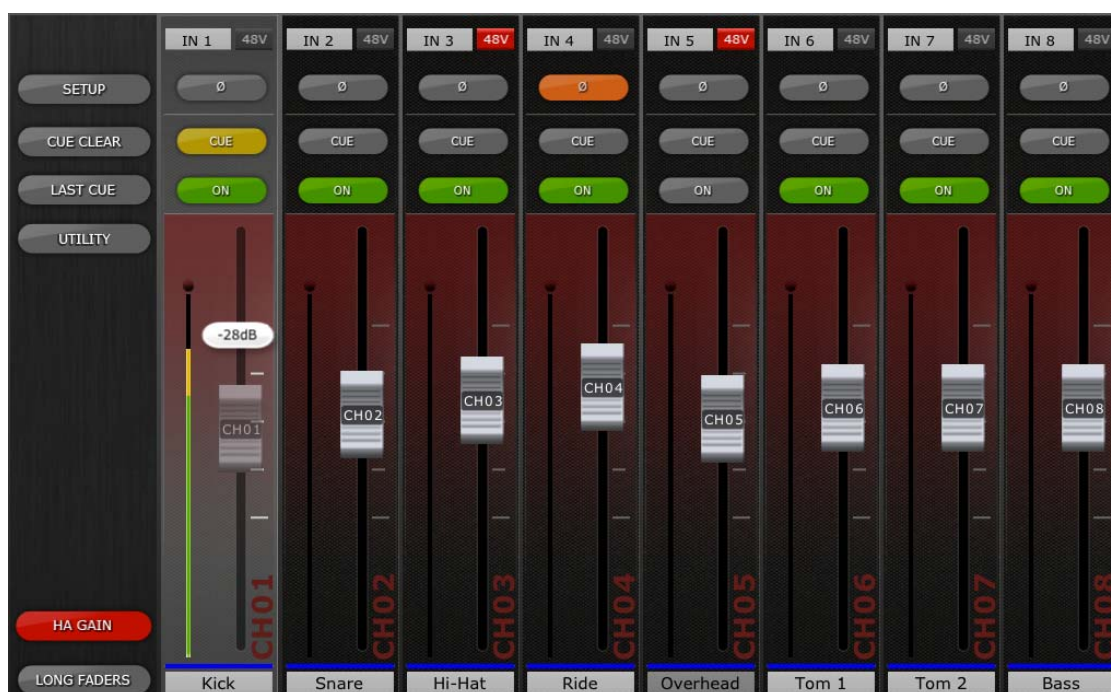 IN 1 48V IN 2 48V IN 3 48V IN 4 48V IN 5 48V IN 6 48V IN 7 48V IN 8 48V
SETUP Ø Ø Ø Ø Ø Ø Ø Ø
CUE CLEAR CUE CUE CUE CUE CUE CUE CUE CUE
LAST CUE ON ON ON ON ON ON ON ON
UTILITY
-28dB
CH01 CH02 CH03 CH04 CH05 CH06 CH07 CH08
CH01 CH02 CH03 CH04 CH05 CH06 CH07 CH08
HA GAIN
LONG FADERS Kick Snare Hi-Hat Ride Overhead Tom 1 Tom 2 Bass